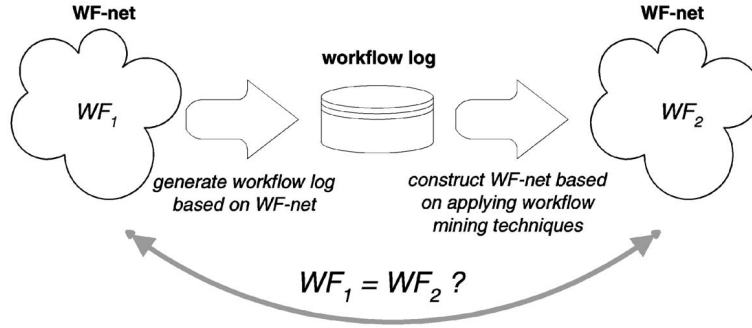 WF-net
WF-net
workflow log
WF₁
WF₂
generate workflow log
based on WF-net
construct WF-net based
on applying workflow
mining techniques
WF₁ = WF₂ ?